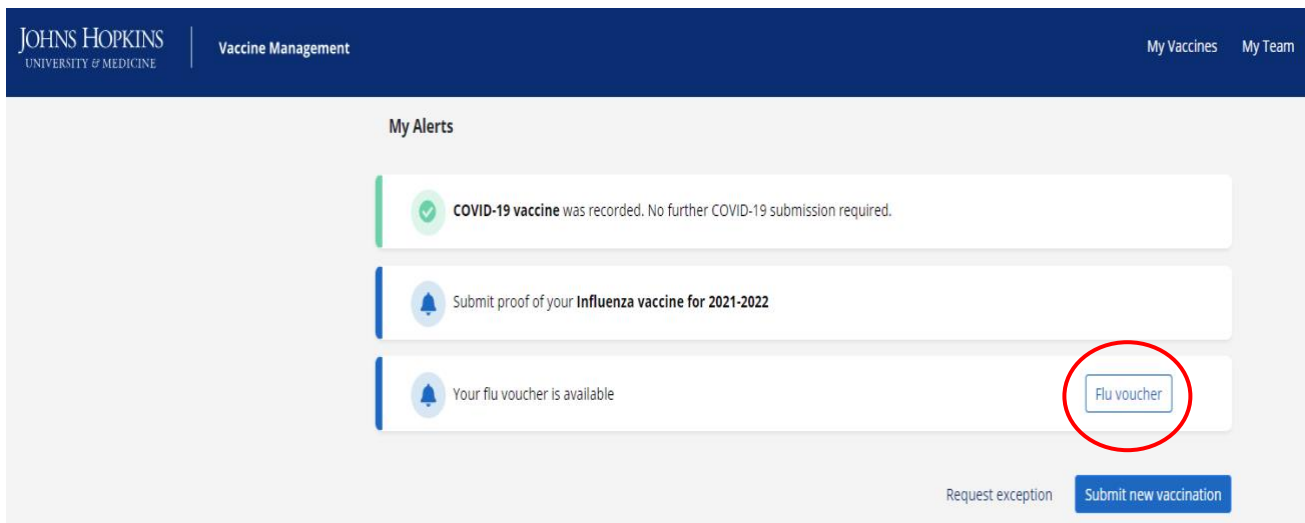 JOHNS HOPKINS
UNIVERSITY & MEDICINE
Vaccine Management
My Vaccines
My Team
My Alerts
COVID-19 vaccine was recorded. No further COVID-19 submission required.
Submit proof of your Influenza vaccine for 2021-2022
Your flu voucher is available
Flu voucher
Request exception
Submit new vaccination